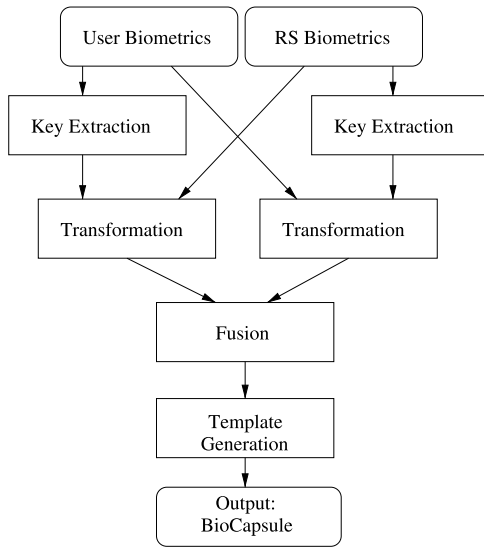 User Biometrics
RS Biometrics
Key Extraction
Key Extraction
Transformation
Transformation
Fusion
Template
Generation
Output:
BioCapsule